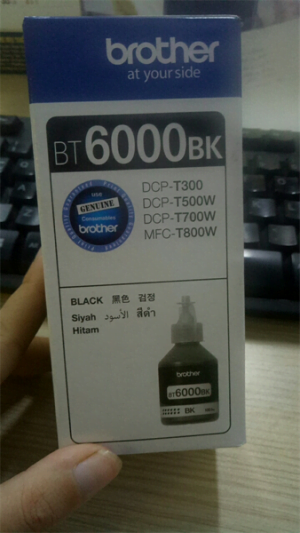 brother
at your side
BT6000BK
GENUINE
brother
DCP-T300
DCP-T500W
DCP-T700W
MFC-T800W
BLACK 黑色 검정
Siyah الأسود สีดำ
Hitam
brother
BT6000BK
BK